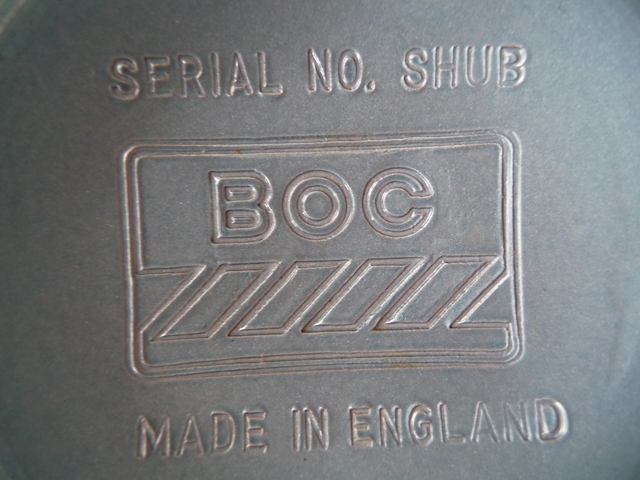 SERIAL NO. SHUB
BOC
MADE IN ENGLAND